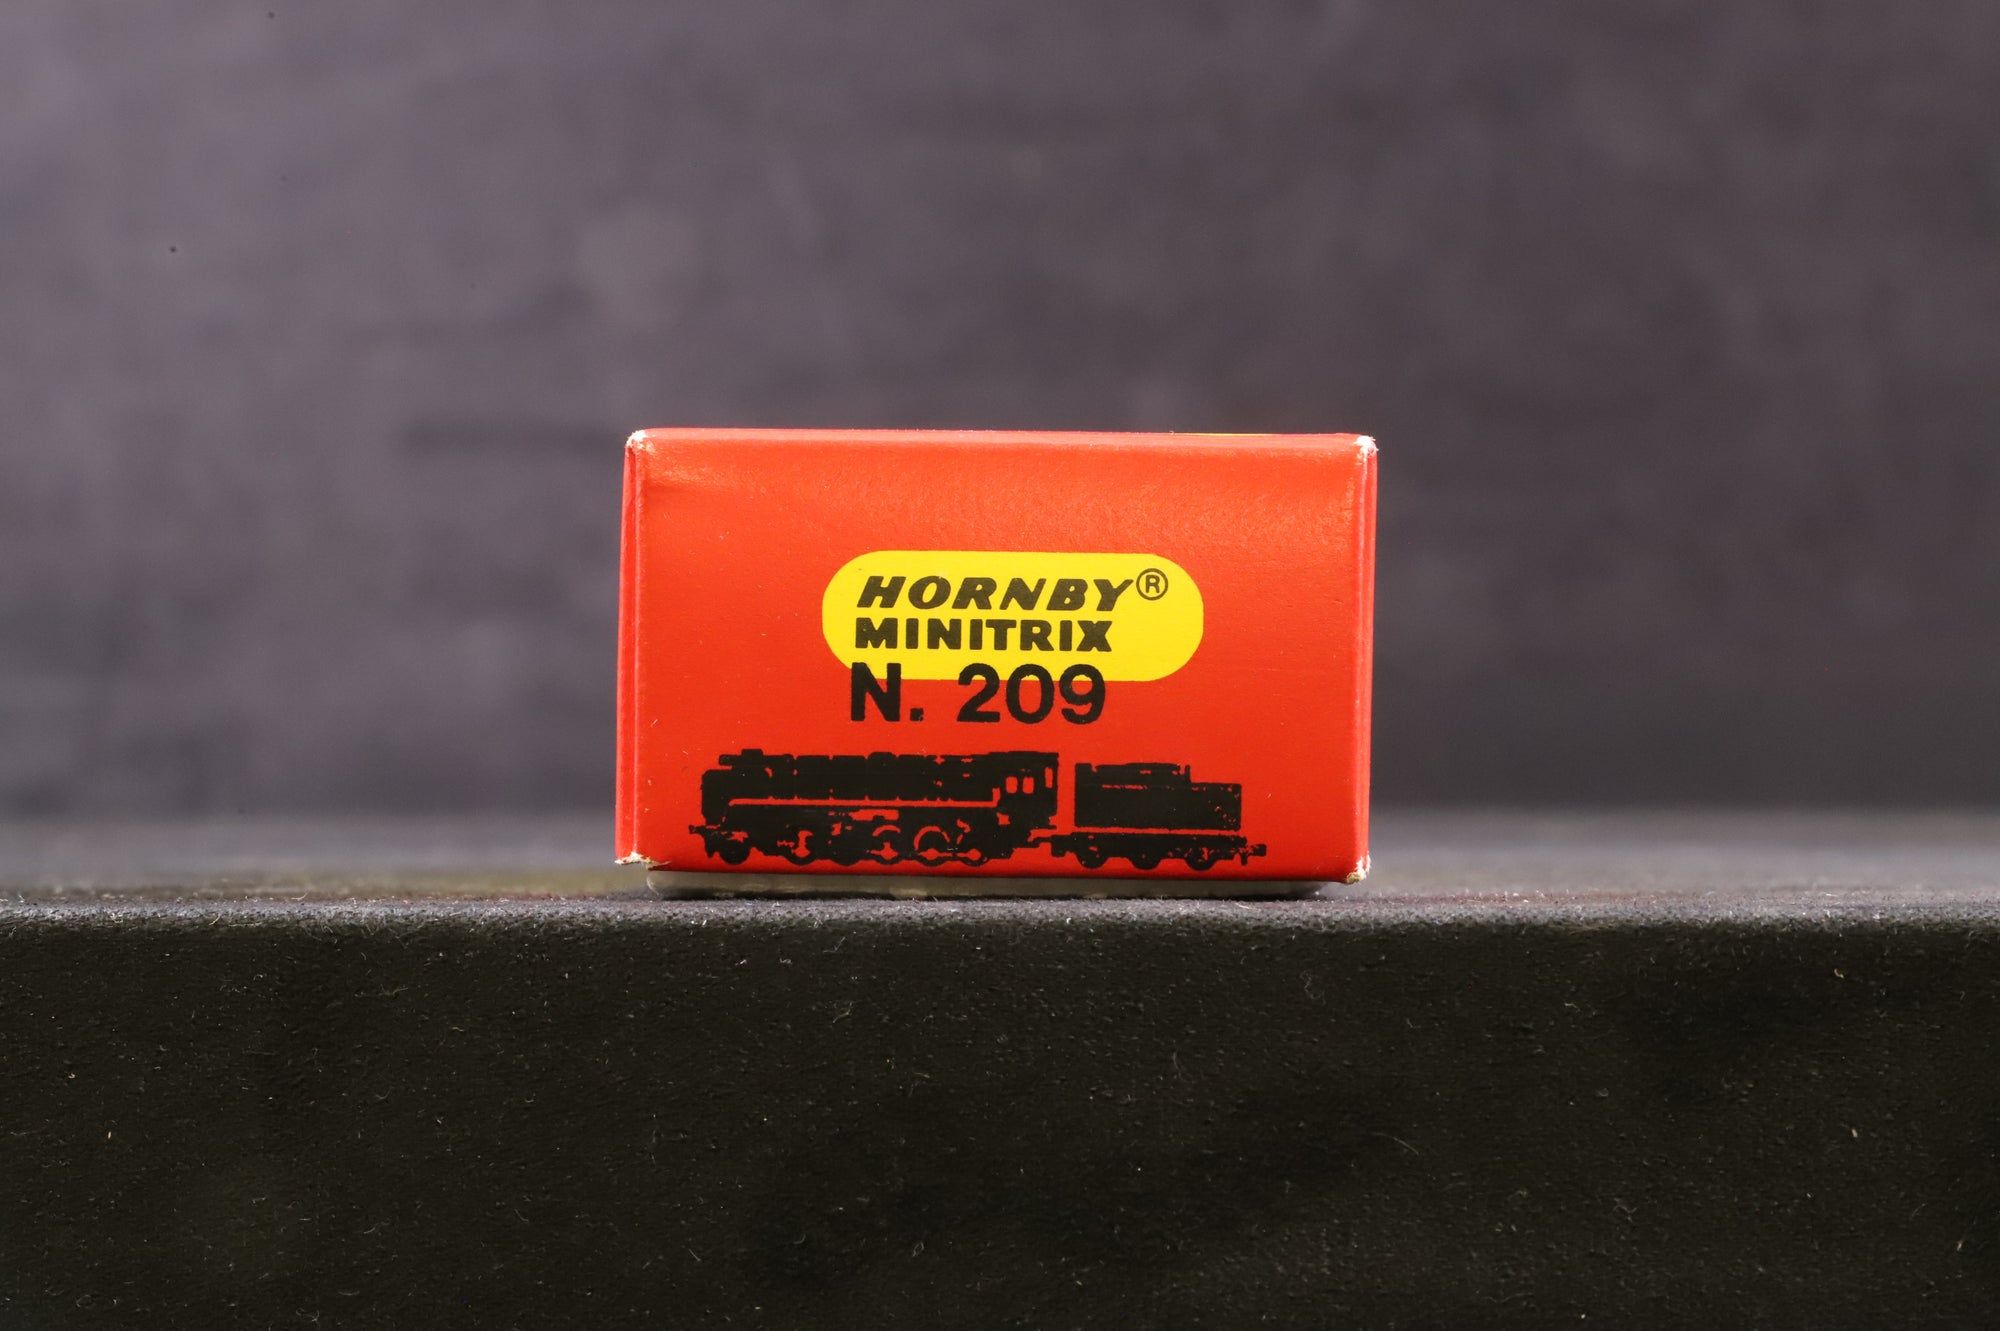 HORNBY®
MINITRIX
N. 209